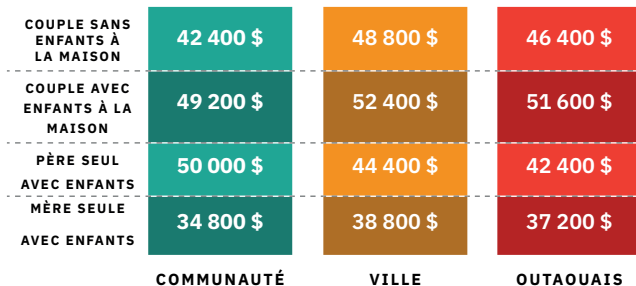 COUPLE SANS
ENFANTS À
LA MAISON
42 400 $ 48 800 $ 46 400 $
COUPLE AVEC
ENFANTS À LA
MAISON
49 200 $ 52 400 $ 51 600 $
PÈRE SEUL
AVEC ENFANTS
50 000 $ 44 400 $ 42 400 $
MÈRE SEULE
AVEC ENFANTS
34 800 $ 38 800 $ 37 200 $
COMMUNAUTÉ VILLE OUTAOUAIS